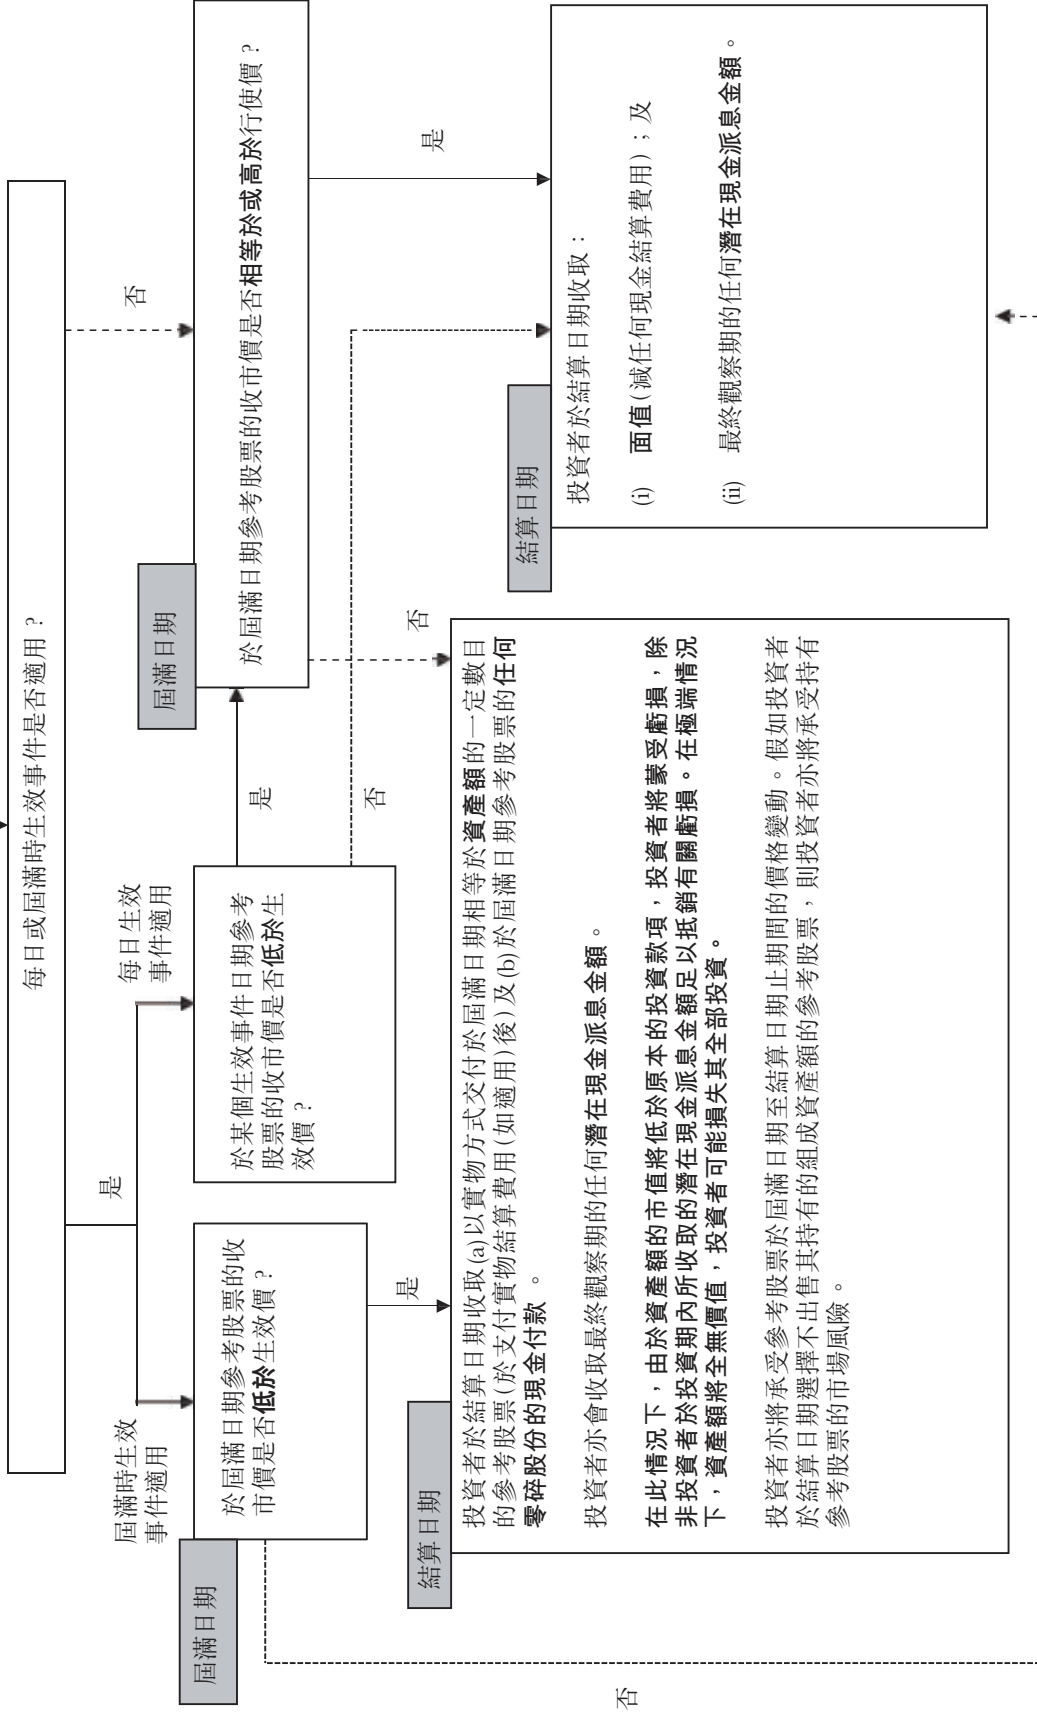 每日或屆滿時生效事件是否適用？
是
否
屆滿時生效
事件適用
每日生效
事件適用
屆滿日期
於屆滿日期參考股票的收
市價是否低於生效價？
於某個生效事件日期參考
股票的收市價是否低於生
效價？
屆滿日期
於屆滿日期參考股票的收市價是否相等於或高於行使價？
是
是
否
否
是
否
結算日期
投資者於結算日期收取(a)以實物方式交付於屆滿日期相等於資產額的一定數目
的參考股票(於支付實物結算費用(如適用)後)及(b)於屆滿日期參考股票的任何
零碎股份的現金付款。
投資者亦會收取最終觀察期的任何潛在現金派息金額。
在此情況下，由於資產額的市值將低於原本的投資款項，投資者將蒙受虧損，除
非投資者於投資期內所收取的潛在現金派息金額足以抵銷有關虧損。在極端情況
下，資產額將全無價值，投資者可能損失其全部投資。
投資者亦將承受參考股票於屆滿日期至結算日期止期間的價格變動。假如投資者
於結算日期選擇不出售其持有的組成資產額的參考股票，則投資者亦將承受持有
參考股票的市場風險。
結算日期
投資者於結算日期收取：
(i) 面值(減任何現金結算費用)；及
(ii) 最終觀察期的任何潛在現金派息金額。